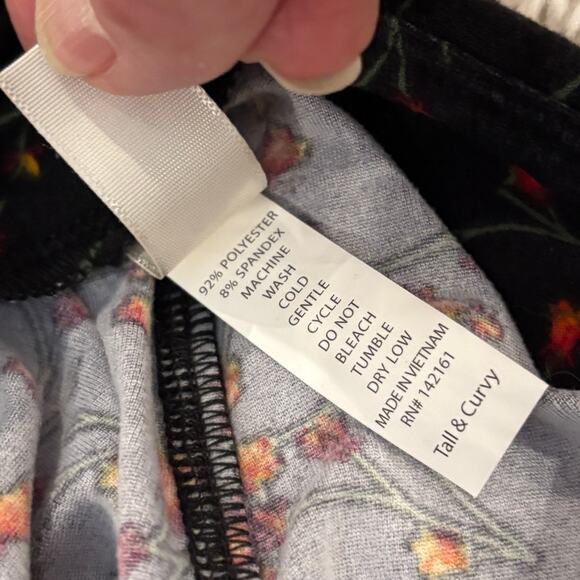 92% POLYESTER
8% SPANDEX
MACHINE
WASH
COLD
GENTLE
CYCLE
DO NOT
BLEACH
TUMBLE
DRY LOW
MADE IN VIETNAM
RN# 142161
Tall & Curvy